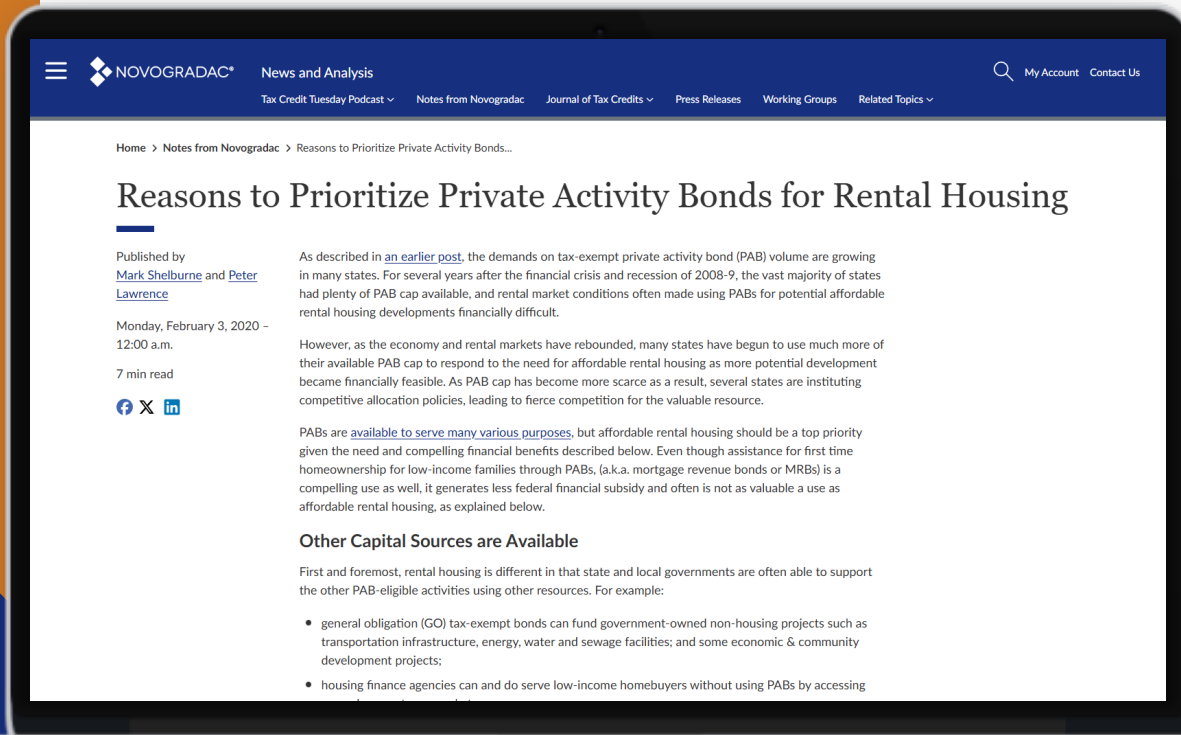 NOVOGRADAC®
News and Analysis
My Account Contact Us
Tax Credit Tuesday Podcast Notes from Novogradac Journal of Tax Credits Press Releases Working Groups Related Topics
Home > Notes from Novogradac > Reasons to Prioritize Private Activity Bonds...
Reasons to Prioritize Private Activity Bonds for Rental Housing
Published by
Mark Shelburne and Peter
Lawrence
Monday, February 3, 2020 –
12:00 a.m.
7 min read
As described in an earlier post, the demands on tax-exempt private activity bond (PAB) volume are growing
in many states. For several years after the financial crisis and recession of 2008-9, the vast majority of states
had plenty of PAB cap available, and rental market conditions often made using PABs for potential affordable
rental housing developments financially difficult.
However, as the economy and rental markets have rebounded, many states have begun to use much more of
their available PAB cap to respond to the need for affordable rental housing as more potential development
became financially feasible. As PAB cap has become more scarce as a result, several states are instituting
competitive allocation policies, leading to fierce competition for the valuable resource.
PABs are available to serve many various purposes, but affordable rental housing should be a top priority
given the need and compelling financial benefits described below. Even though assistance for first time
homeownership for low-income families through PABs, (a.k.a. mortgage revenue bonds or MRBs) is a
compelling use as well, it generates less federal financial subsidy and often is not as valuable a use as
affordable rental housing, as explained below.
Other Capital Sources are Available
First and foremost, rental housing is different in that state and local governments are often able to support
the other PAB-eligible activities using other resources. For example:
• general obligation (GO) tax-exempt bonds can fund government-owned non-housing projects such as
transportation infrastructure, energy, water and sewage facilities; and some economic & community
development projects;
• housing finance agencies can and do serve low-income homebuyers without using PABs by accessing